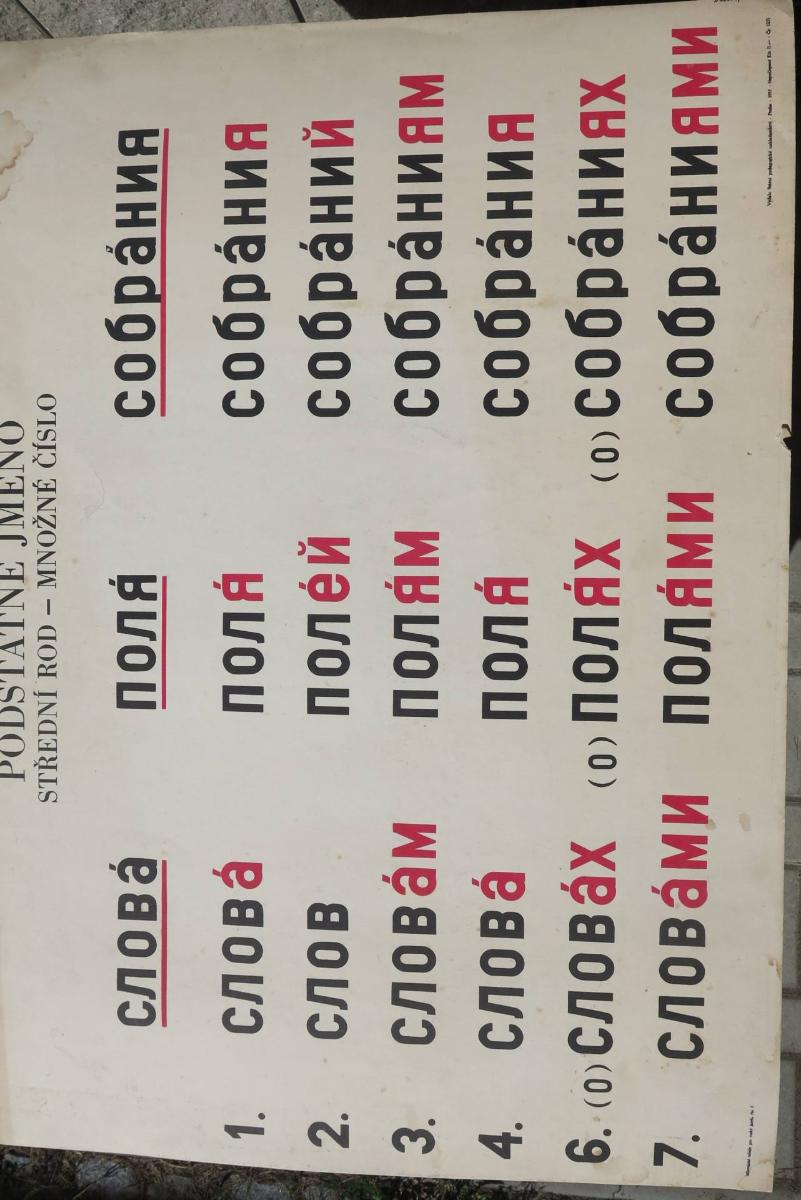 PODSTATNÉ JMÉNO
STŘEDNÍ ROD – MNOŽNÉ ČÍSLO
слова́ поля́ собра́ния
1. слова́ поля́ собра́ния
2. слов поле́й собра́ний
3. слова́м поля́м собра́ниям
4. слова́ поля́ собра́ния
6. (о) слова́х (о) поля́х (о) собра́ниях
7. слова́ми поля́ми собра́ниями